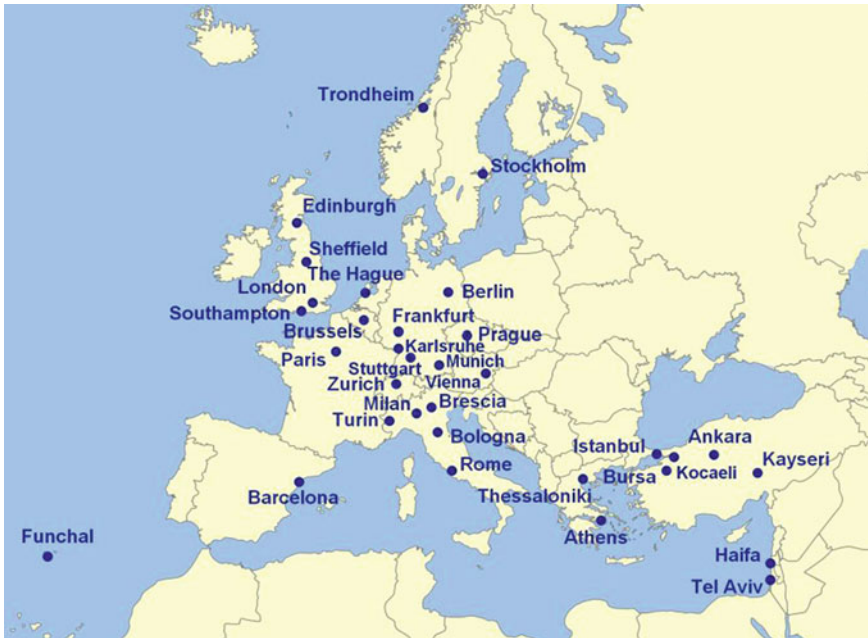 Trondheim
Stockholm
Edinburgh
Sheffield
The Hague
London
Berlin
Southampton
Frankfurt
Brussels
Prague
Karlsruhe
Paris
Munich
Stuttgart
Zurich
Vienna
Brescia
Milan
Turin
Bologna
Istanbul
Ankara
Rome
Kayseri
Kocaeli
Bursa
Barcelona
Thessaloniki
Funchal
Athens
Haifa
Tel Aviv